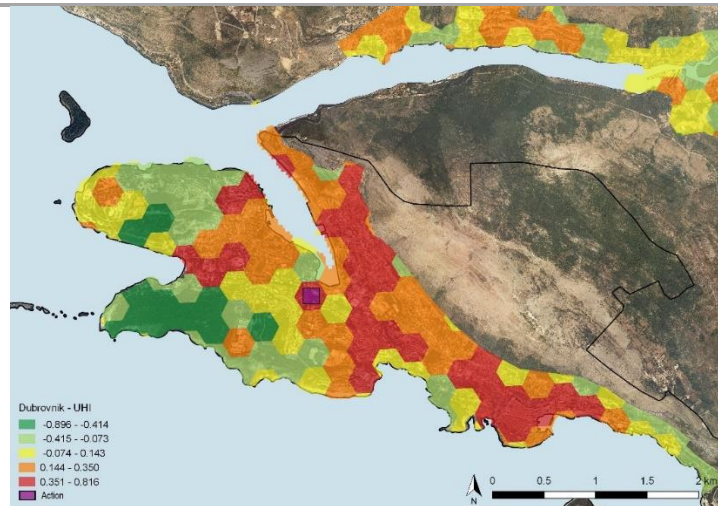 Dubrovnik - UHI
-0.896 - -0.414
-0.415 - -0.073
-0.074 - 0.143
0.144 - 0.350
0.351 - 0.816
Action
N
0 0.5 1 1.5 2 km